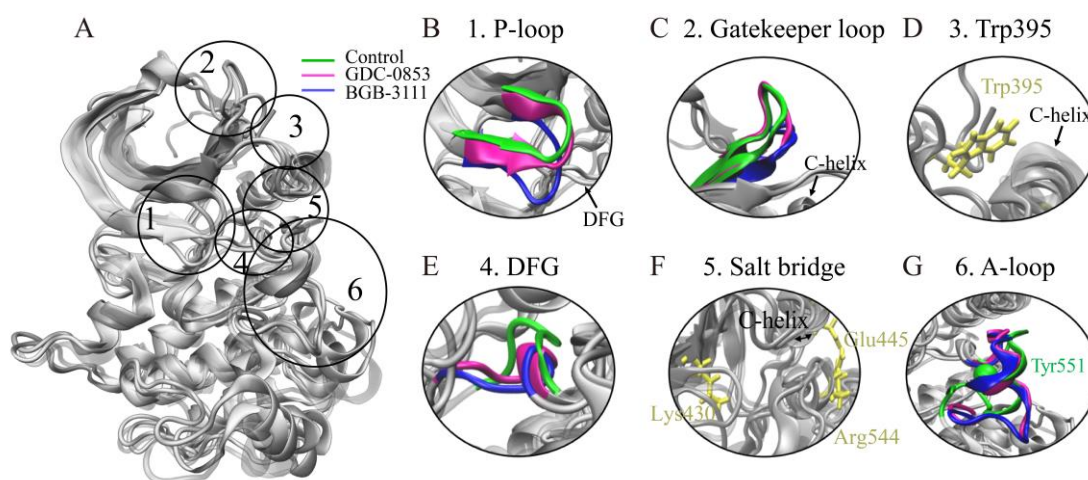 A
2
3
1
5
4
6
Control
GDC-0853
BGB-3111
B
1. P-loop
DFG
C
2. Gatekeeper loop
C-helix
D
3. Trp395
Trp395
C-helix
E
4. DFG
F
5. Salt bridge
C-helix
Glu445
Lys430
Arg544
G
6. A-loop
Tyr551